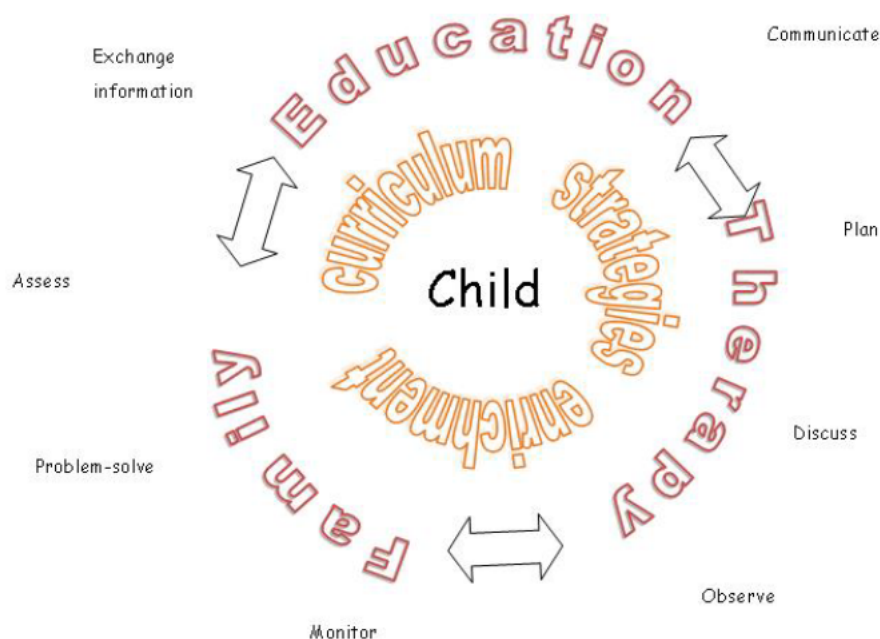 Education
Communicate
Exchange
information
curriculum
strategies
Therapy
Plan
Assess
Child
enrichment
Family
Discuss
Problem-solve
Observe
Monitor